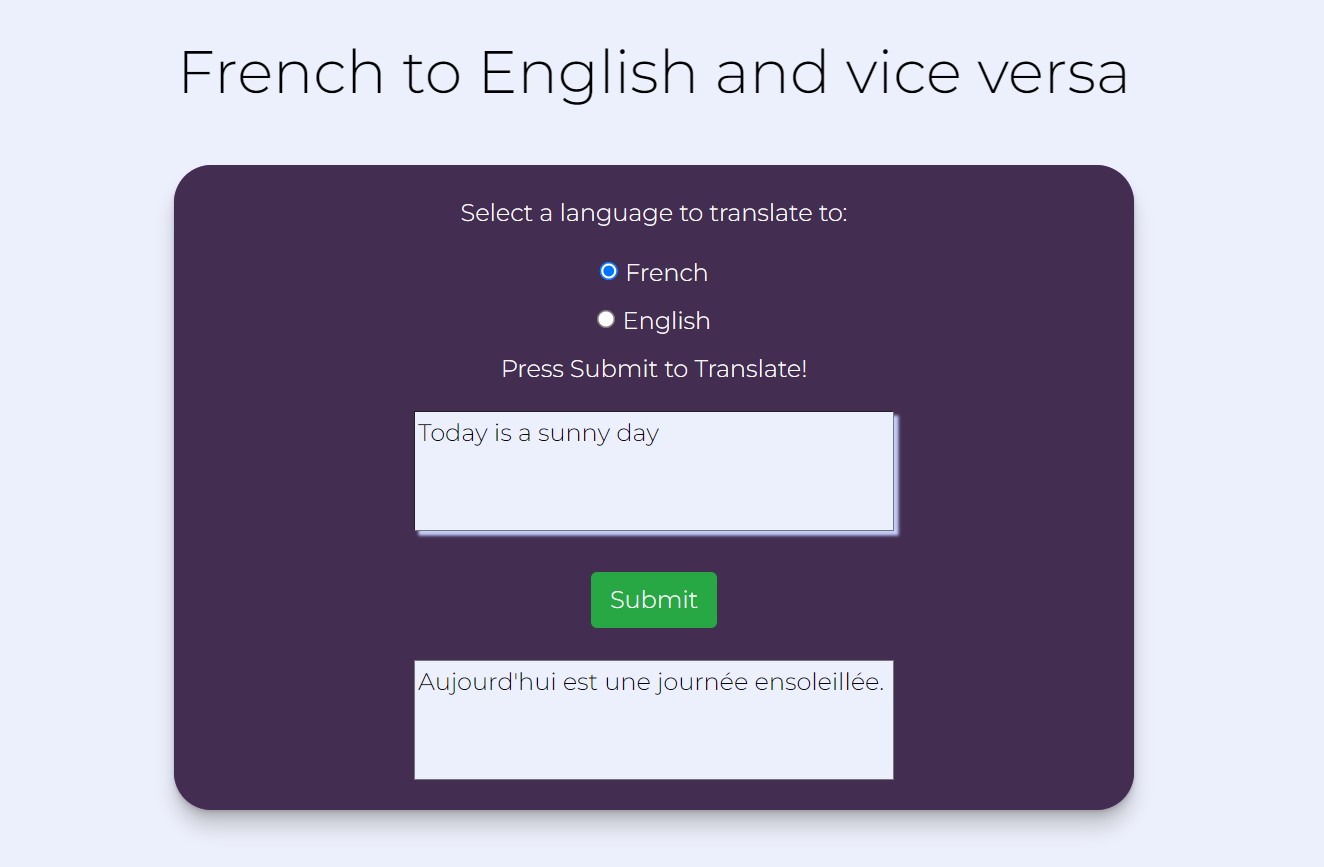 French to English and vice versa
Select a language to translate to:
French
English
Press Submit to Translate!
Today is a sunny day
Submit
Aujourd'hui est une journée ensoleillée.